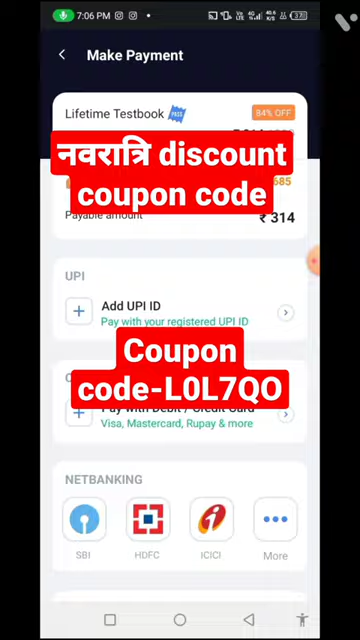 7:06 PM
Make Payment
Lifetime Testbook PASS
84% OFF
नवरात्रि discount
coupon code
685
Payable amount
₹ 314
UPI
Add UPI ID
Pay with your registered UPI ID
Coupon
code-L0L7QO
Pay with Debit / Credit Card
Visa, Mastercard, Rupay & more
NETBANKING
SBI
HDFC
ICICI
More